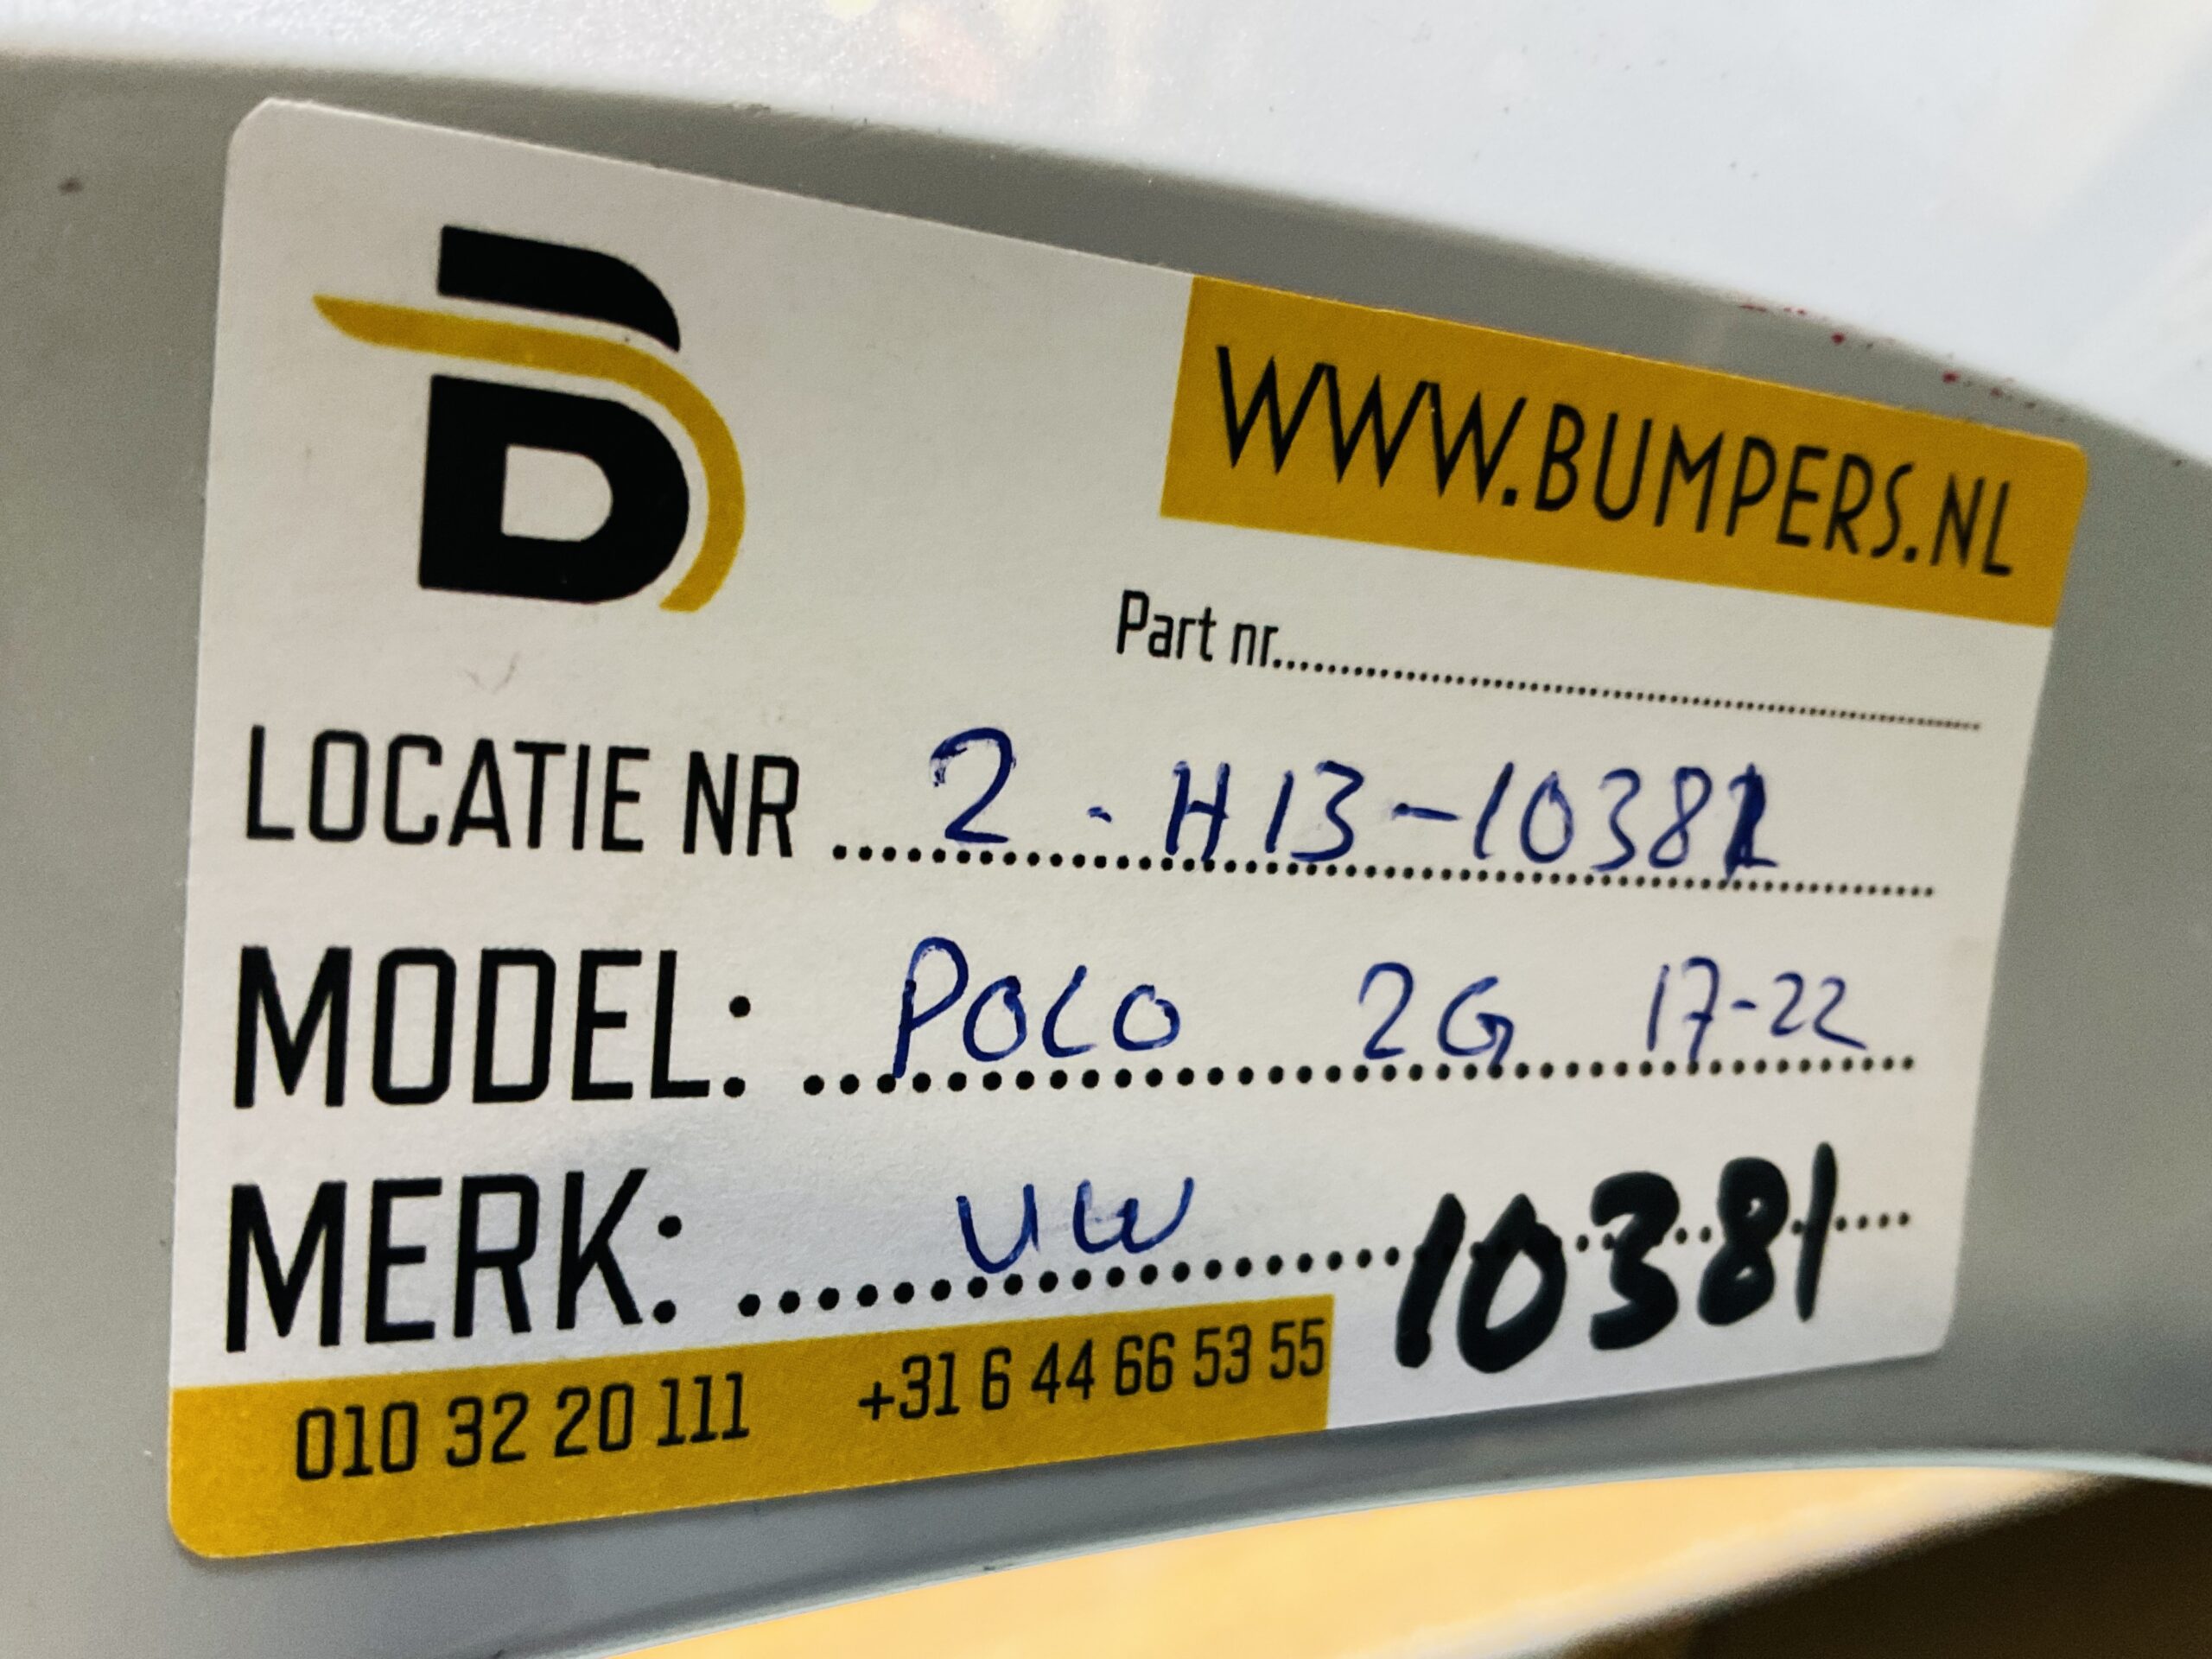 B
WWW.BUMPERS.NL
Part nr........................
LOCATIE NR ... 2 - H13-10381
MODEL: ... POLO 2G 17-22
MERK: ... VW 10381
010 32 20 111 +31 6 44 66 53 55